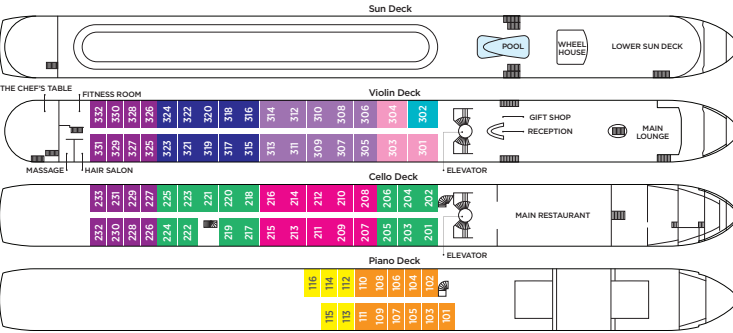 Sun Deck
POOL
WHEEL
HOUSE
LOWER SUN DECK
THE CHEF'S TABLE
FITNESS ROOM
Violin Deck
332 330 328 326 324 322 320 318 316 314 312 310 308 306 304 302
GIFT SHOP
RECEPTION
MAIN
LOUNGE
331 329 327 325 323 321 319 317 315 313 311 309 307 305 303 301
MASSAGE
HAIR SALON
ELEVATOR
Cello Deck
233 231 229 227 225 223 221 220 218 216 214 212 210 208 206 204 202
MAIN RESTAURANT
232 230 228 226 224 222 219 217 215 213 211 209 207 205 203 201
ELEVATOR
Piano Deck
116 114 112 110 108 106 104 102
115 113 111 109 107 105 103 101